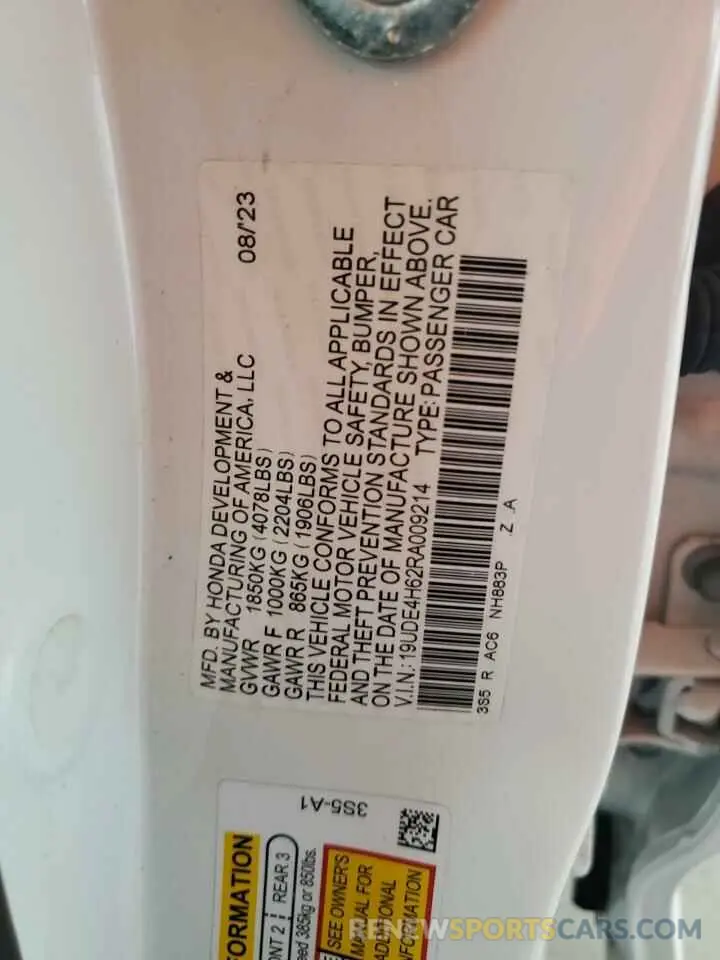 MFD. BY HONDA DEVELOPMENT &
MANUFACTURING OF AMERICA, LLC 08/'23
GVWR 1850KG (4078LBS)
GAWR F 1000KG (2204LBS)
GAWR R 865KG (1906LBS)
THIS VEHICLE CONFORMS TO ALL APPLICABLE
FEDERAL MOTOR VEHICLE SAFETY, BUMPER,
AND THEFT PREVENTION STANDARDS IN EFFECT
ON THE DATE OF MANUFACTURE SHOWN ABOVE.
V.I.N.: 19UDE4H62RA009214 TYPE: PASSENGER CAR
3S5 R AC6 NH883P .Z .A
3S5-A1
FORMATION
ONT 2 REAR 3
eed 385kg or 850lbs.
SEE OWNER'S
MANUAL FOR
ADDITIONAL
INFORMATION
RENEWSPORTSCARS.COM